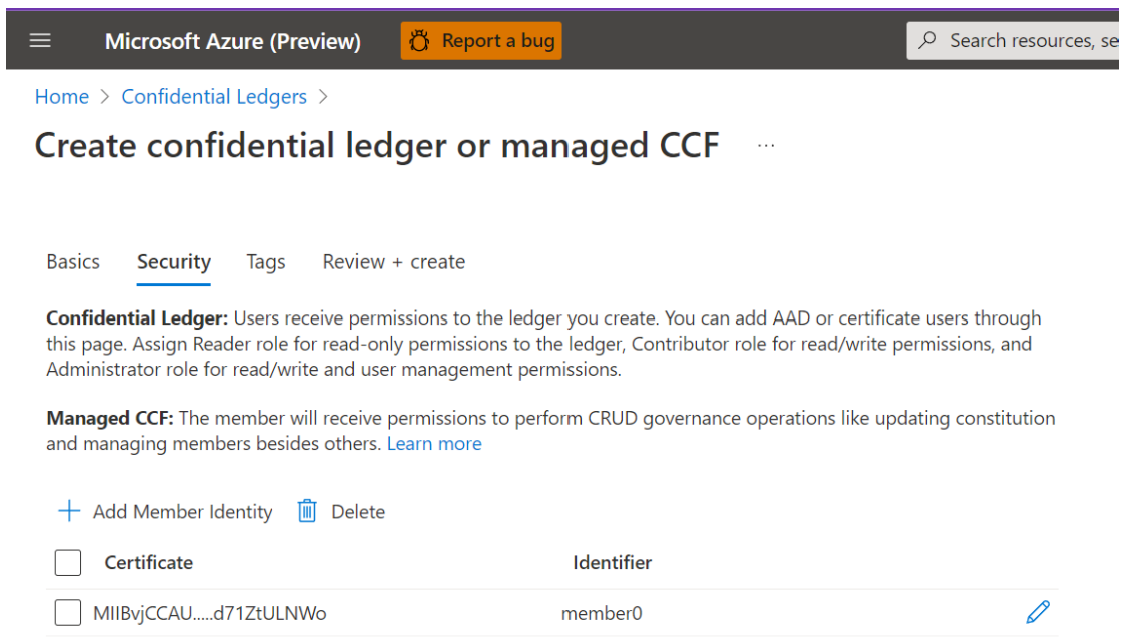 Microsoft Azure (Preview)
Report a bug
Search resources, se
Home > Confidential Ledgers >
Create confidential ledger or managed CCF ...
Basics Security Tags Review + create
Confidential Ledger: Users receive permissions to the ledger you create. You can add AAD or certificate users through
this page. Assign Reader role for read-only permissions to the ledger, Contributor role for read/write permissions, and
Administrator role for read/write and user management permissions.
Managed CCF: The member will receive permissions to perform CRUD governance operations like updating constitution
and managing members besides others. Learn more
Add Member Identity Delete
Certificate Identifier
MIIBvjCCAU.....d71ZtULNWo member0